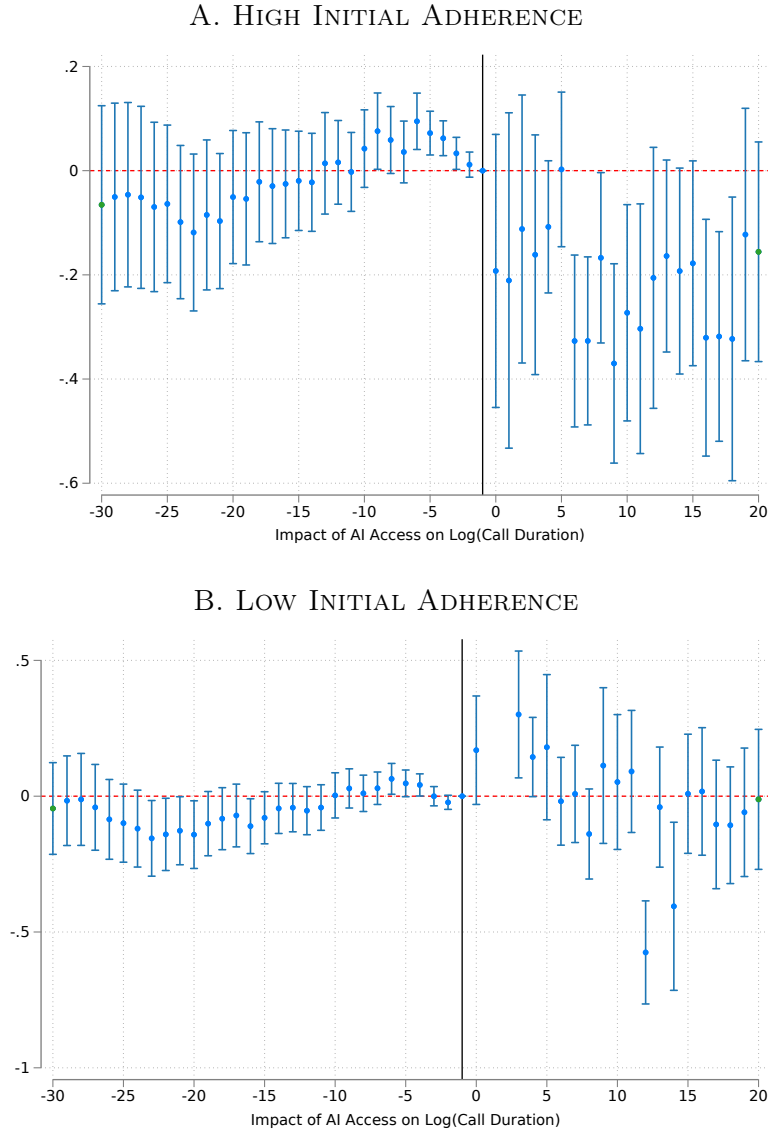 A. HIGH INITIAL ADHERENCE
.2
0
-.2
-.4
-.6
-30 -25 -20 -15 -10 -5 0 5 10 15 20
Impact of AI Access on Log(Call Duration)
B. LOW INITIAL ADHERENCE
.5
0
-.5
-1
-30 -25 -20 -15 -10 -5 0 5 10 15 20
Impact of AI Access on Log(Call Duration)